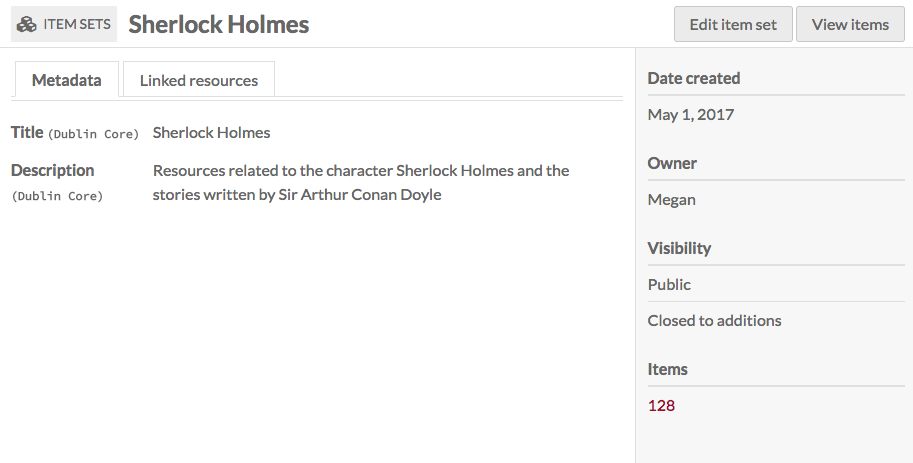 ITEM SETS Sherlock Holmes
Edit item set View items
Metadata Linked resources
Title (Dublin Core) Sherlock Holmes
Description Resources related to the character Sherlock Holmes and the
(Dublin Core) stories written by Sir Arthur Conan Doyle
Date created
May 1, 2017
Owner
Megan
Visibility
Public
Closed to additions
Items
128